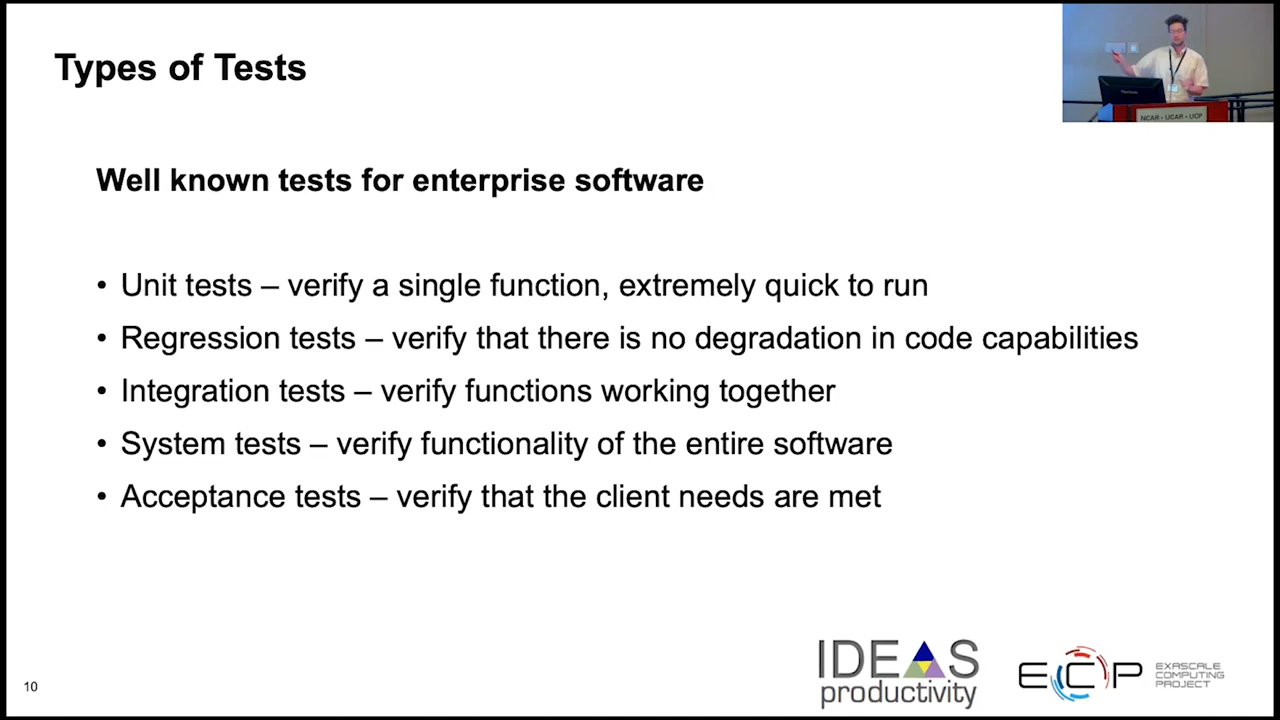 Types of Tests
NCAR • UCAR • UCP
Well known tests for enterprise software
• Unit tests – verify a single function, extremely quick to run
• Regression tests – verify that there is no degradation in code capabilities
• Integration tests – verify functions working together
• System tests – verify functionality of the entire software
• Acceptance tests – verify that the client needs are met
IDEAS
productivity
ECP
EXASCALE
COMPUTING
PROJECT
10